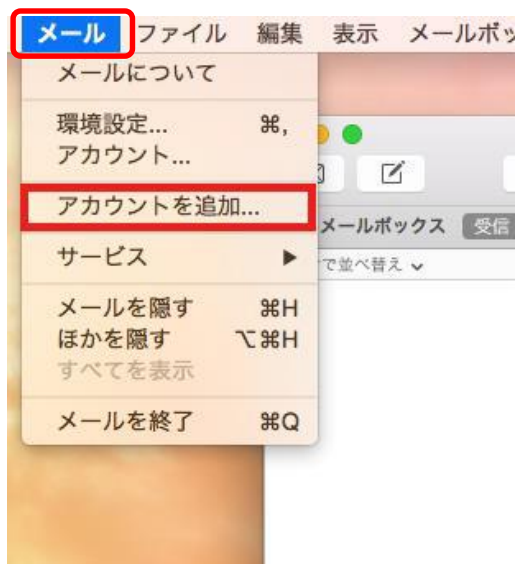 メール ファイル 編集 表示 メールボッ
メールについて
環境設定... ⌘,
アカウント...
アカウントを追加...
メールボックス 受信
サービス ▶
で並べ替え
メールを隠す ⌘H
ほかを隠す ⌥⌘H
すべてを表示
メールを終了 ⌘Q